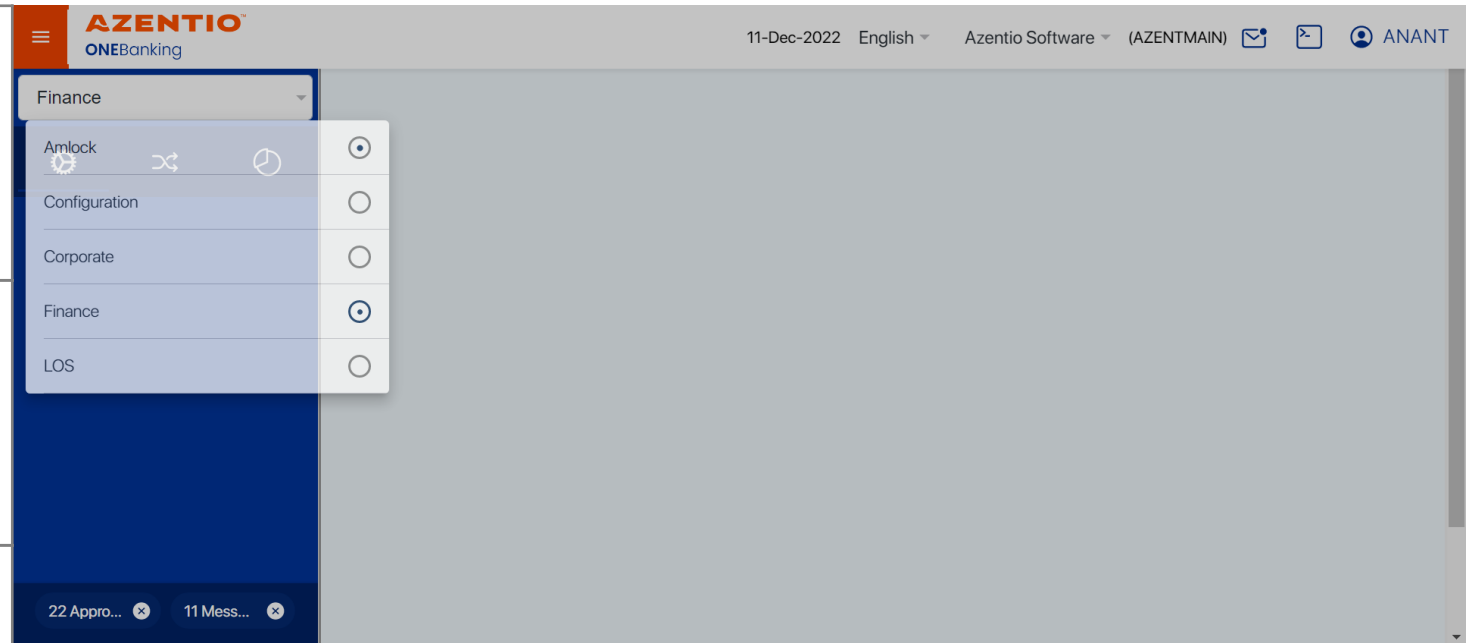 AZENTIO™
ONEBanking
11-Dec-2022 English Azentio Software (AZENTMAIN) ANANT
Finance
Amlock
Configuration
Corporate
Finance
LOS
22 Appro... 11 Mess...